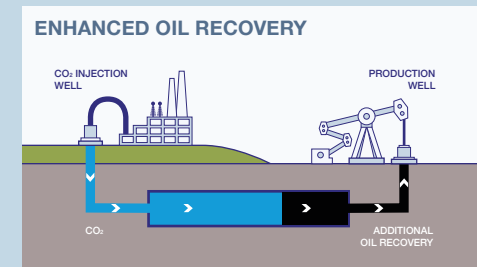 ENHANCED OIL RECOVERY
CO₂ INJECTION
WELL
PRODUCTION
WELL
CO₂
ADDITIONAL
OIL RECOVERY